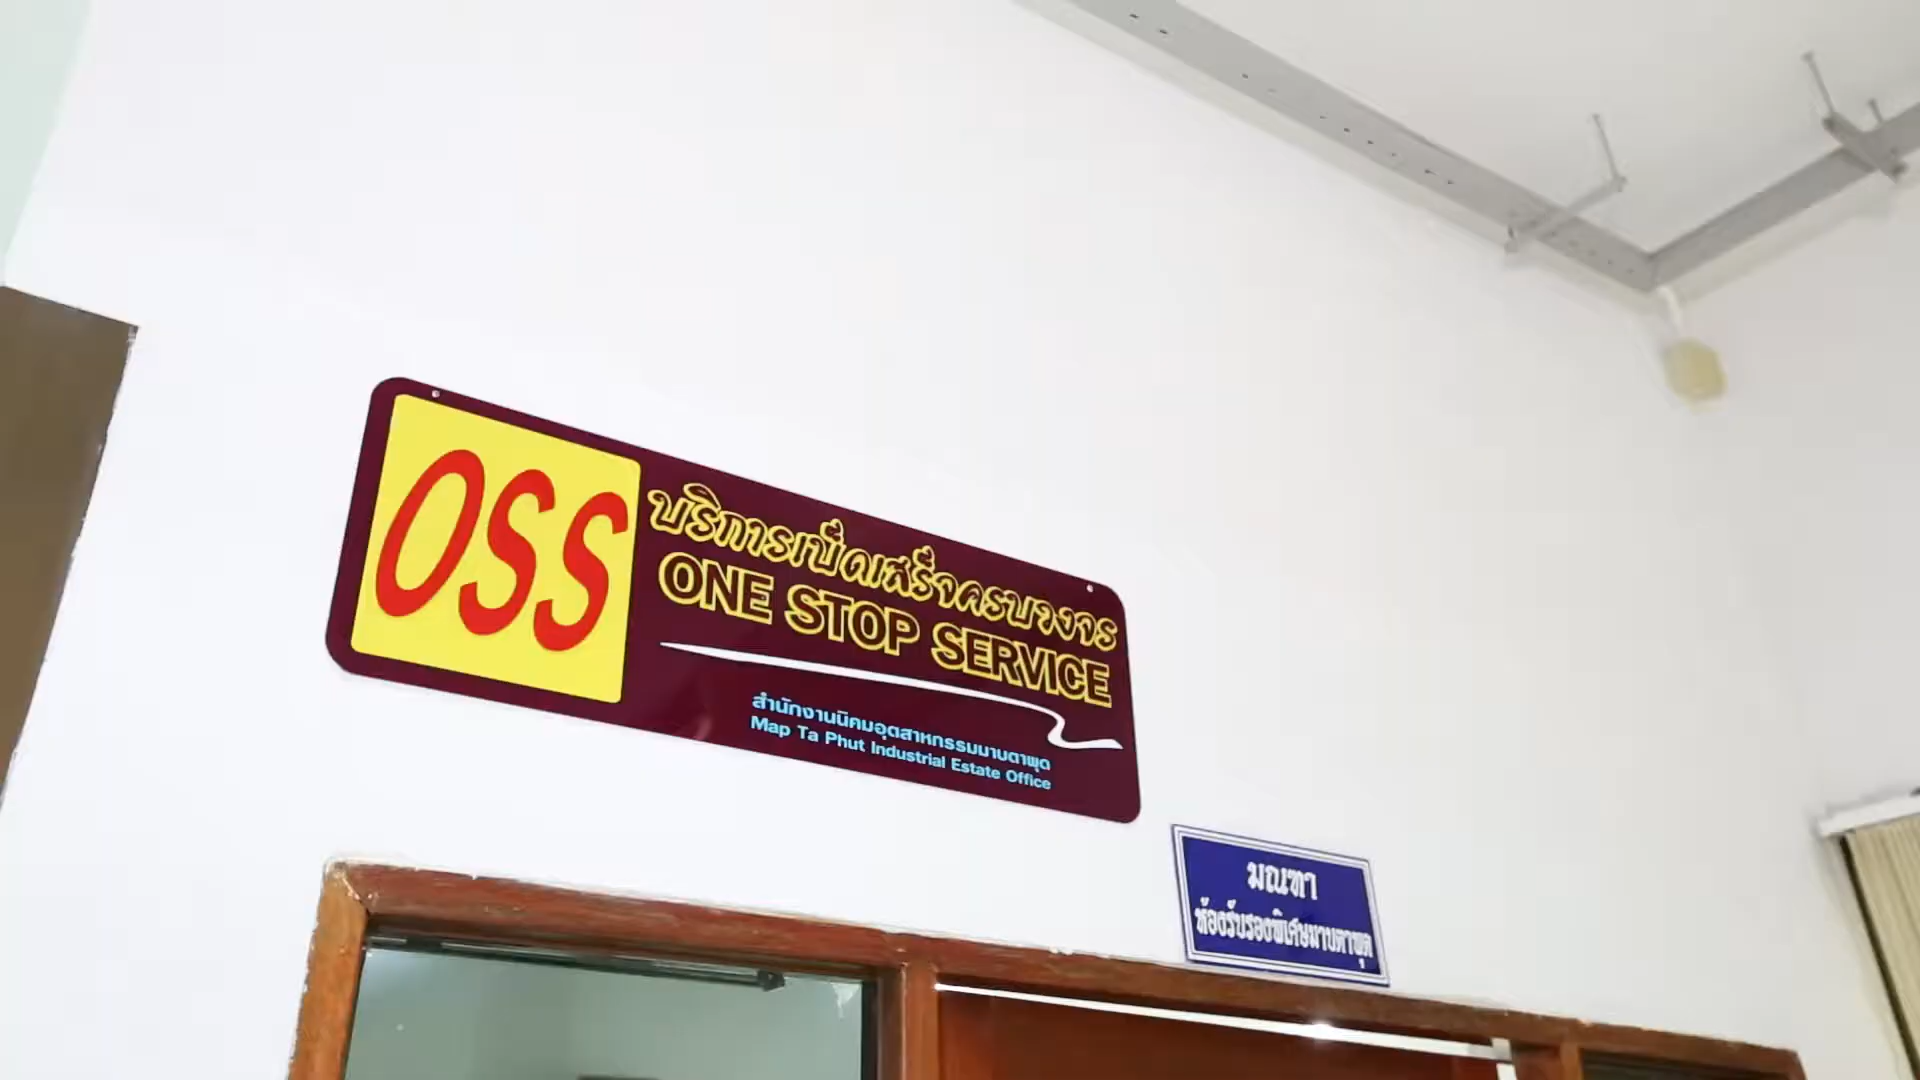 OSS
บริการเบ็ดเสร็จครบวงจร
ONE STOP SERVICE
สำนักงานนิคมอุตสาหกรรมมาบตาพุด
Map Ta Phut Industrial Estate Office
มณฑา
ห้องรับรองพิเศษมาบตาพุด